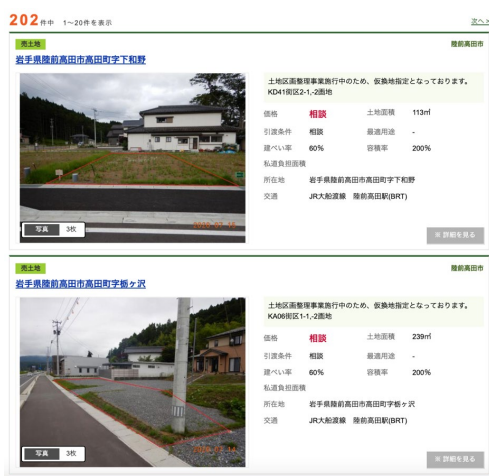 202件中 1〜20件を表示 次へ>
売土地 陸前高田市
岩手県陸前高田市高田町字下和野
土地区画整理事業施行中のため、仮換地指定となっております。
KD41街区2-1,-2画地
価格 相談 土地面積 113㎡
引渡条件 相談 最適用途 -
建ぺい率 60% 容積率 200%
私道負担面積
所在地 岩手県陸前高田市高田町字下和野
交通 JR大船渡線 陸前高田駅(BRT)
写真 3枚
詳細を見る
売土地 陸前高田市
岩手県陸前高田市高田町字栃ヶ沢
土地区画整理事業施行中のため、仮換地指定となっております。
KA06街区1-1,-2画地
価格 相談 土地面積 239㎡
引渡条件 相談 最適用途 -
建ぺい率 60% 容積率 200%
私道負担面積
所在地 岩手県陸前高田市高田町字栃ヶ沢
交通 JR大船渡線 陸前高田駅(BRT)
写真 3枚
詳細を見る